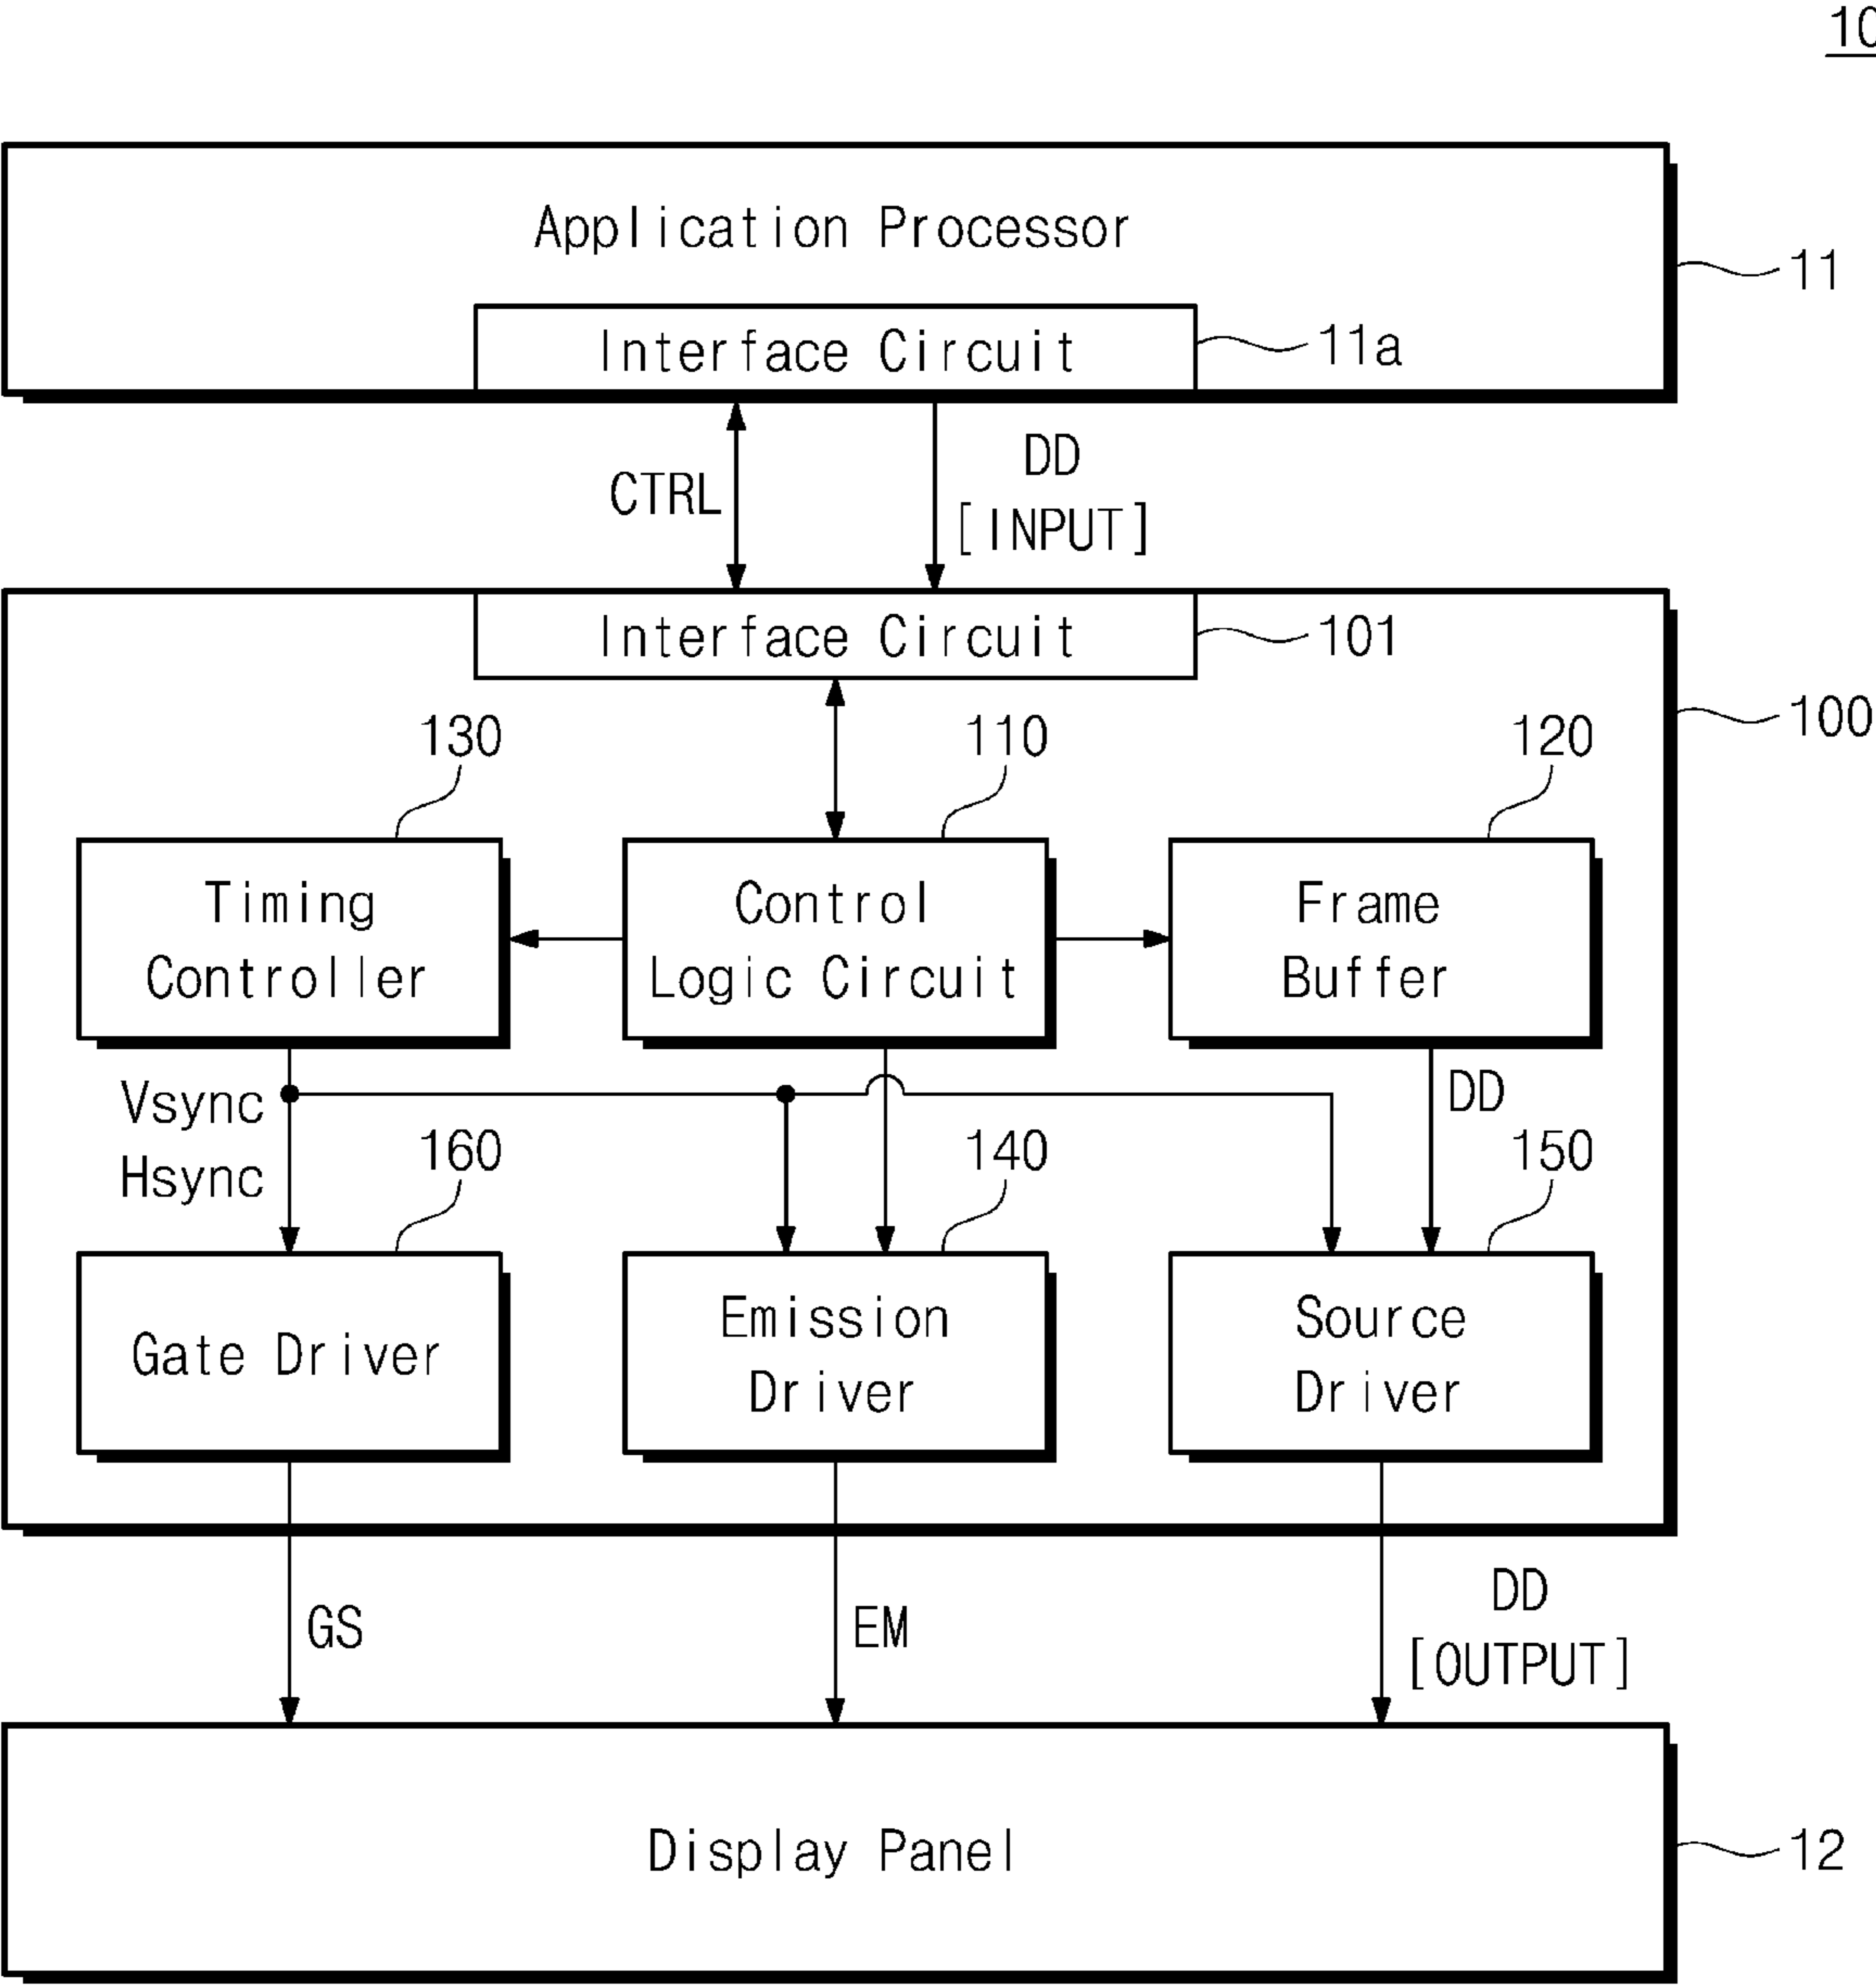 10
Application Processor
11
Interface Circuit
11a
CTRL
DD
[INPUT]
Interface Circuit
101
100
130
110
120
Timing
Controller
Control
Logic Circuit
Frame
Buffer
Vsync
Hsync
DD
160
140
150
Gate Driver
Emission
Driver
Source
Driver
GS
EM
DD
[OUTPUT]
Display Panel
12